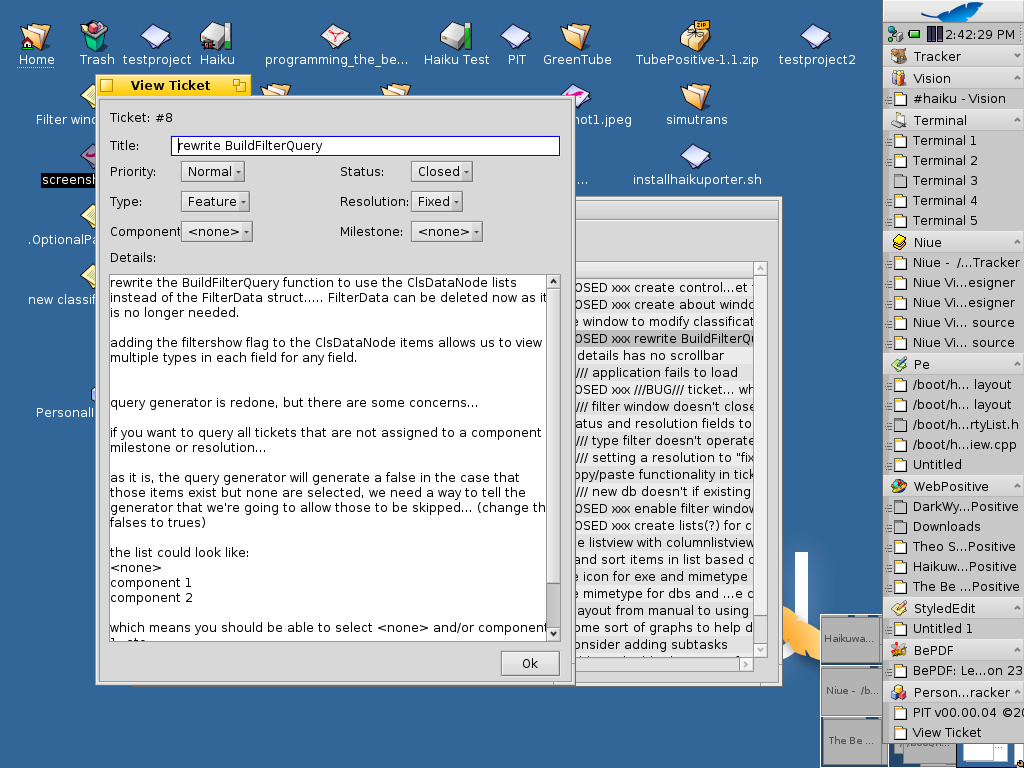 2:42:29 PM
Home
Trash
testproject
Haiku
programming_the_be...
Haiku Test
PIT
GreenTube
TubePositive-1.1.zip
testproject2
Filter win
not1.jpeg
simutrans
screensh
...
installhaikuporter.sh
.OptionalPa
new classif
Personall
View Ticket
Ticket: #8
Title:
rewrite BuildFilterQuery
Priority:
Normal
Status:
Closed
Type:
Feature
Resolution:
Fixed
Component
<none>
Milestone:
<none>
Details:
rewrite the BuildFilterQuery function to use the ClsDataNode lists
instead of the FilterData struct..... FilterData can be deleted now as it
is no longer needed.
adding the filtershow flag to the ClsDataNode items allows us to view
multiple types in each field for any field.
query generator is redone, but there are some concerns...
if you want to query all tickets that are not assigned to a component
milestone or resolution...
as it is, the query generator will generate a false in the case that
those items exist but none are selected, we need a way to tell the
generator that we're going to allow those to be skipped... (change th
falses to trues)
the list could look like:
<none>
component 1
component 2
which means you should be able to select <none> and/or component
Ok
OSED xxx create control...et
OSED xxx create about windo
e window to modify classificat
OSED xxx rewrite BuildFilterQu
details has no scrollbar
/// application fails to load
OSED xxx ///BUG/// ticket... wh
/// filter window doesn't close
atus and resolution fields to
/// type filter doesn't operate
/// setting a resolution to "fix
py/paste functionality in tick
/// new db doesn't if existing
OSED xxx enable filter window
OSED xxx create lists(?) for c
e listview with columnlistview
and sort items in list based o
e icon for exe and mimetype
e mimetype for dbs and ...e c
ayout from manual to using
ome sort of graphs to help d
onsider adding subtasks
Tracker
Vision
#haiku - Vision
Terminal
Terminal 1
Terminal 2
Terminal 3
Terminal 4
Terminal 5
Niue
Niue - /...Tracker
Niue Vi...esigner
Niue Vi...esigner
Niue Vi... source
Niue Vi... source
Pe
/boot/h... layout
/boot/h... layout
/boot/h...rtyList.h
/boot/h...iew.cpp
Untitled
WebPositive
DarkWy...Positive
Downloads
Theo S...Positive
Haikuw...Positive
The Be ...Positive
StyledEdit
Untitled 1
BePDF
BePDF: Le...on 23
Person...racker
PIT v00.00.04 ©20
View Ticket
Haikuwa...
Niue - /b...
The Be ...